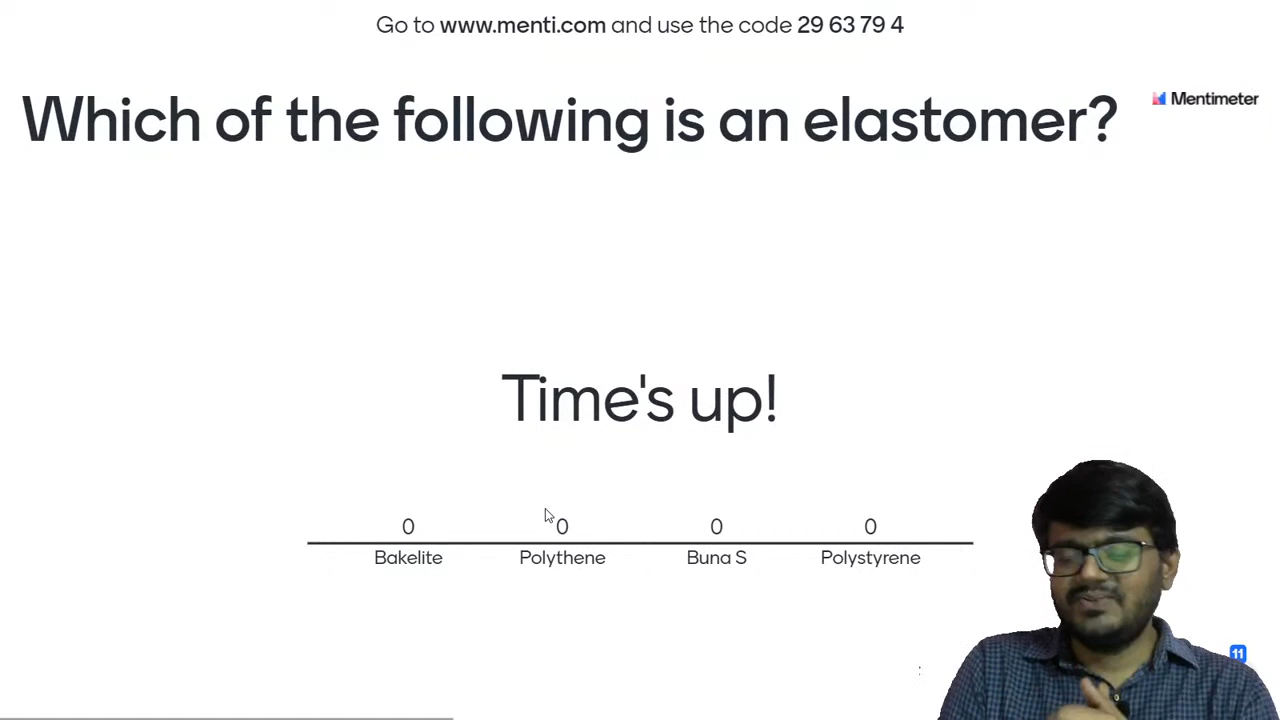 Go to www.menti.com and use the code 29 63 79 4
Which of the following is an elastomer?
Mentimeter
Time's up!
0 0 0 0
Bakelite Polythene Buna S Polystyrene
11